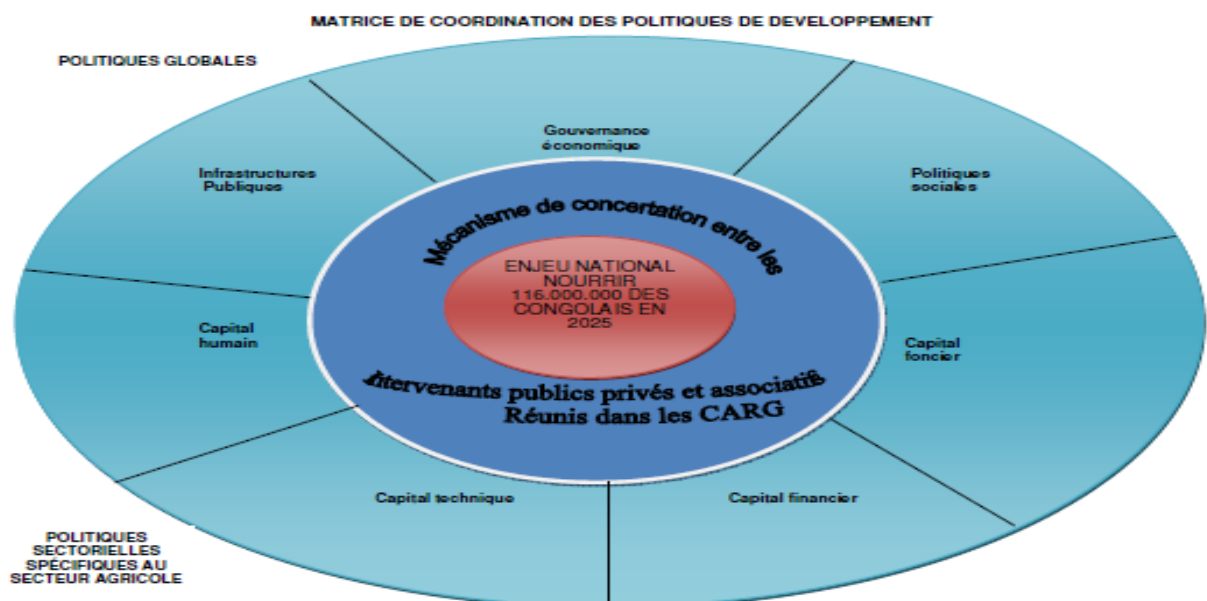 MATRICE DE COORDINATION DES POLITIQUES DE DEVELOPPEMENT
POLITIQUES GLOBALES
Gouvernance
économique
Infrastructures
Publiques
Politiques
sociales
Mécanisme de concertation entre les
ENJEU NATIONAL
NOURRIR
116.000.000 DES
CONGOLAIS EN
2025
Capital
humain
Capital
foncier
Intervenants publics privés et associatifs
Réunis dans les CARG
Capital technique
Capital financier
POLITIQUES
SECTORIELLES
SPÉCIFIQUES AU
SECTEUR AGRICOLE